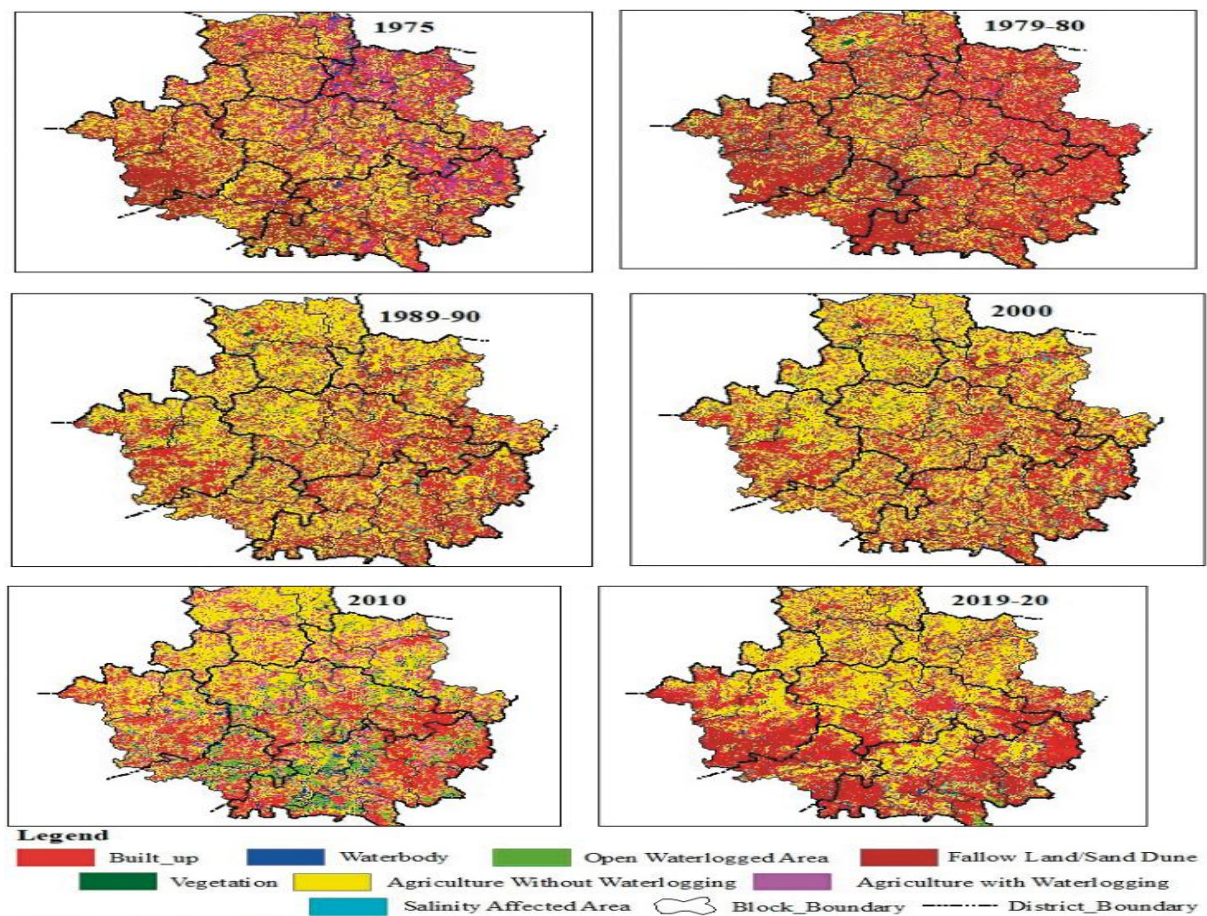 1975
1979-80
1989-90
2000
2010
2019-20
Legend
Built_up Waterbody Open Waterlogged Area Fallow Land/Sand Dune
Vegetation Agriculture Without Waterlogging Agriculture with Waterlogging
Salinity Affected Area Block_Boundary District_Boundary